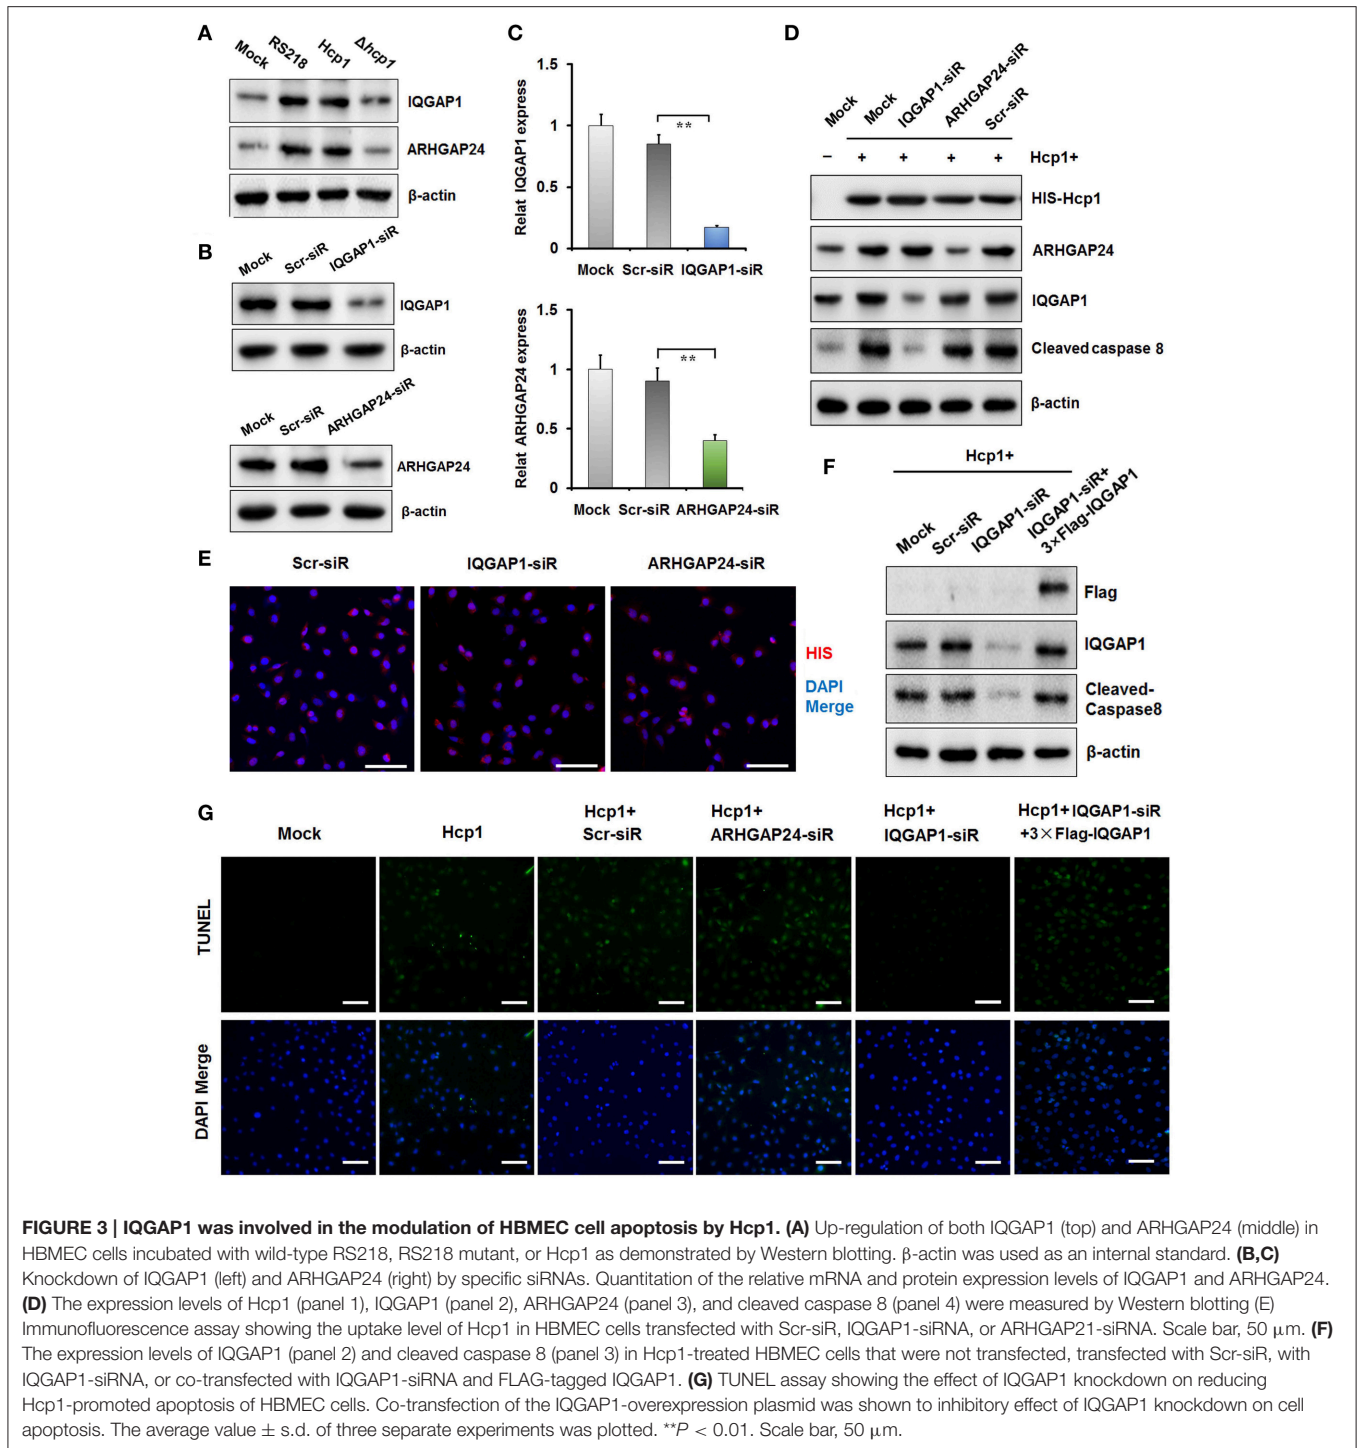 A
Mock RS218 Hcp1 Δhcp1
IQGAP1
ARHGAP24
β-actin
B
Mock Scr-siR IQGAP1-siR
IQGAP1
β-actin
Mock Scr-siR ARHGAP24-siR
ARHGAP24
β-actin
C
Relat IQGAP1 express
1.5
1
0.5
0
**
Mock Scr-siR IQGAP1-siR
Relat ARHGAP24 express
1.5
1
0.5
0
**
Mock Scr-siR ARHGAP24-siR
D
Mock Mock IQGAP1-siR ARHGAP24-siR Scr-siR
– + + + + Hcp1+
HIS-Hcp1
ARHGAP24
IQGAP1
Cleaved caspase 8
β-actin
E
Scr-siR IQGAP1-siR ARHGAP24-siR
HIS
DAPI
Merge
F
Hcp1+
Mock Scr-siR IQGAP1-siR IQGAP1-siR+
3×Flag-IQGAP1
Flag
IQGAP1
Cleaved-
Caspase8
β-actin
G
Mock
Hcp1
Hcp1+
Scr-siR
Hcp1+
ARHGAP24-siR
Hcp1+
IQGAP1-siR
Hcp1+IQGAP1-siR
+3×Flag-IQGAP1
TUNEL
DAPI Merge
FIGURE 3 | IQGAP1 was involved in the modulation of HBMEC cell apoptosis by Hcp1. (A) Up-regulation of both IQGAP1 (top) and ARHGAP24 (middle) in
HBMEC cells incubated with wild-type RS218, RS218 mutant, or Hcp1 as demonstrated by Western blotting. β-actin was used as an internal standard. (B,C)
Knockdown of IQGAP1 (left) and ARHGAP24 (right) by specific siRNAs. Quantitation of the relative mRNA and protein expression levels of IQGAP1 and ARHGAP24.
(D) The expression levels of Hcp1 (panel 1), IQGAP1 (panel 2), ARHGAP24 (panel 3), and cleaved caspase 8 (panel 4) were measured by Western blotting (E)
Immunofluorescence assay showing the uptake level of Hcp1 in HBMEC cells transfected with Scr-siR, IQGAP1-siRNA, or ARHGAP21-siRNA. Scale bar, 50 μm. (F)
The expression levels of IQGAP1 (panel 2) and cleaved caspase 8 (panel 3) in Hcp1-treated HBMEC cells that were not transfected, transfected with Scr-siR, with
IQGAP1-siRNA, or co-transfected with IQGAP1-siRNA and FLAG-tagged IQGAP1. (G) TUNEL assay showing the effect of IQGAP1 knockdown on reducing
Hcp1-promoted apoptosis of HBMEC cells. Co-transfection of the IQGAP1-overexpression plasmid was shown to inhibitory effect of IQGAP1 knockdown on cell
apoptosis. The average value ± s.d. of three separate experiments was plotted. **P < 0.01. Scale bar, 50 μm.